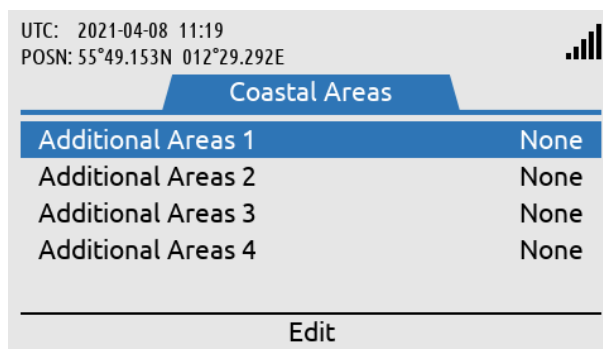 UTC: 2021-04-08 11:19
POSN: 55°49.153N 012°29.292E
Coastal Areas
Additional Areas 1 None
Additional Areas 2 None
Additional Areas 3 None
Additional Areas 4 None
Edit